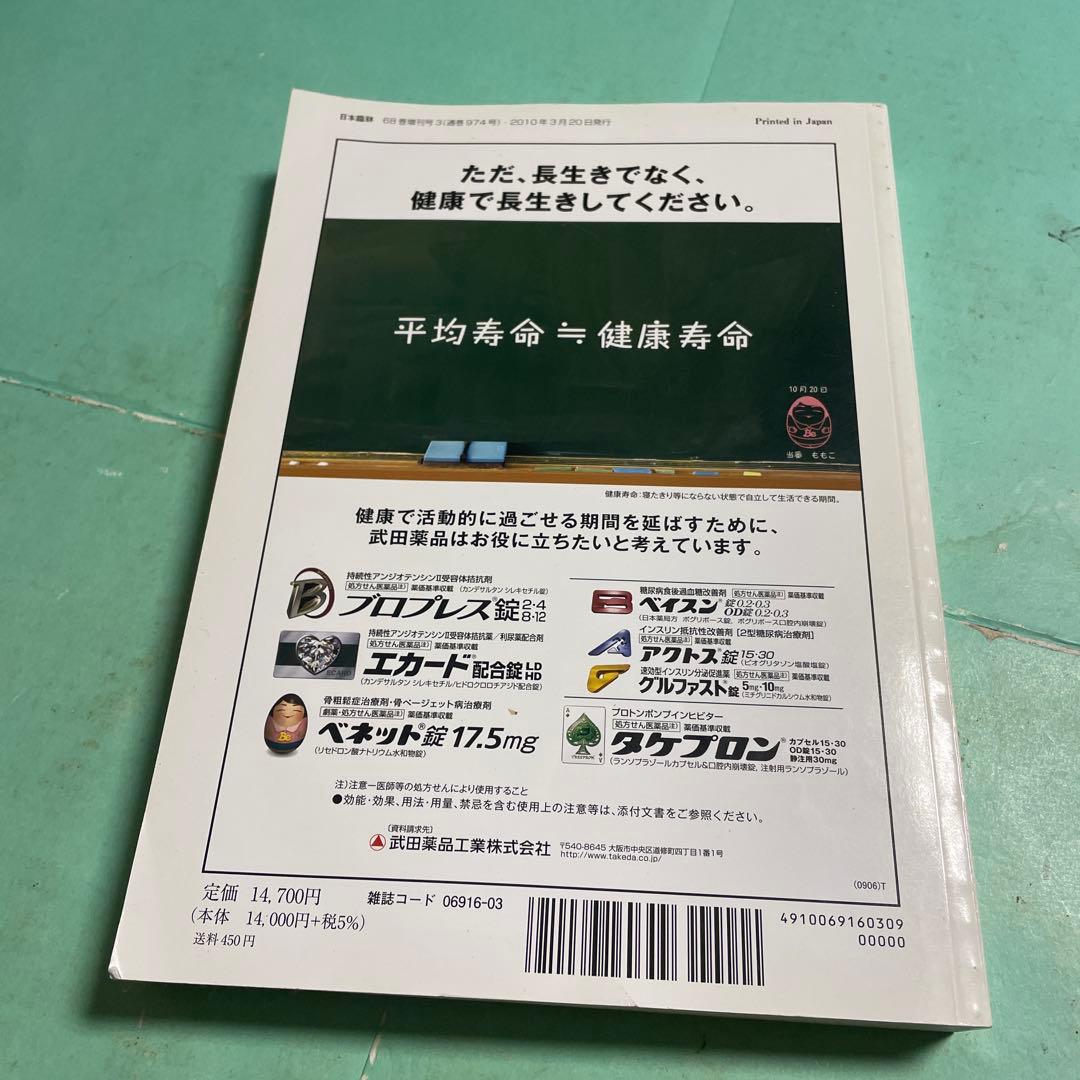 日本臨牀 68巻増刊号3(通巻974号)・2010年3月20日発行
Printed in Japan
ただ、長生きでなく、
健康で長生きしてください。
平均寿命≒健康寿命
10月20日
Be
当番 ももこ
健康寿命:寝たきり等にならない状態で自立して生活できる期間。
健康で活動的に過ごせる期間を延ばすために、
武田薬品はお役に立ちたいと考えています。
持続性アンジオテンシンⅡ受容体拮抗剤
処方せん医薬品注) 薬価基準収載 (カンデサルタン シレキセチル錠)
B
ブロプレス®錠 2・4
8・12
持続性アンジオテンシンⅡ受容体拮抗薬/利尿薬配合剤
処方せん医薬品注) 薬価基準収載
ECARD
エカード®配合錠 LD
HD
(カンデサルタン シレキセチル/ヒドロクロロチアジド配合錠)
骨粗鬆症治療剤・骨ページェット病治療剤
劇薬・処方せん医薬品注) 薬価基準収載
Be
ベネット®錠17.5mg
(リセドロン酸ナトリウム水和物錠)
糖尿病食後過血糖改善剤 処方せん医薬品注) 薬価基準収載
B
ベイスン®錠0.2・0.3
OD錠0.2・0.3
(日本薬局方 ボグリボース錠、ボグリボース口腔内崩壊錠)
インスリン抵抗性改善剤[2型糖尿病治療剤]
処方せん医薬品注) 薬価基準収載
アクトス®錠15・30
(ピオグリタゾン塩酸塩錠)
速効型インスリン分泌促進薬 処方せん医薬品注) 薬価基準収載
グルファスト®錠 5mg・10mg
(ミチグリニドカルシウム水和物錠)
プロトンポンプインヒビター
処方せん医薬品注) 薬価基準収載
A
タケプロン® カプセル15・30
OD錠15・30
静注用30mg
(ランソプラゾールカプセル&口腔内崩壊錠、注射用ランソプラゾール)
注)注意―医師等の処方せんにより使用すること
●効能・効果、用法・用量、禁忌を含む使用上の注意等は、添付文書をご参照ください。
〔資料請求先〕
武田薬品工業株式会社 〒540-8645 大阪市中央区道修町四丁目1番1号
http://www.takeda.co.jp/
(0906)T
定価 14,700円
(本体 14,000円+税5%)
送料450円
雑誌コード 06916-03
4910069160309
00000